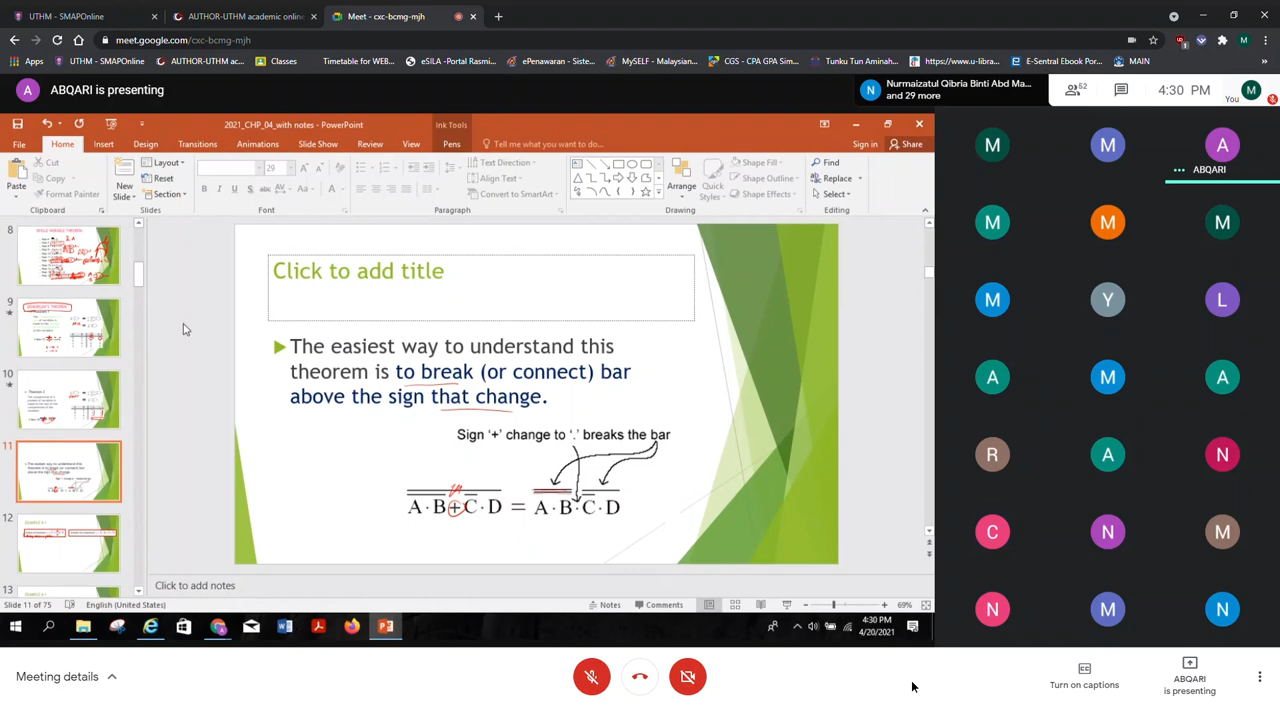 UTHM - SMAPOnline
AUTHOR-UTHM academic online
Meet - cxc-bcmg-mjh
meet.google.com/cxc-bcmg-mjh
Apps
UTHM - SMAPOnline
AUTHOR-UTHM ac...
Classes
Timetable for WEB...
eSILA -Portal Rasmi...
ePenawaran - Siste...
MySELF - Malaysian...
CGS - CPA GPA Sim...
Tunku Tun Aminah...
https://www.u-libra...
E-Sentral Ebook Por...
MAIN
A
ABQARI is presenting
N
Nurmaizatul Qibria Binti Abd Ma...
and 29 more
52
4:30 PM
You
M
2021_CHP_04_with notes - PowerPoint
Ink Tools
File
Home
Insert
Design
Transitions
Animations
Slide Show
Review
View
Pens
Tell me what you want to do...
Sign in
Share
Paste
Cut
Copy
Format Painter
New
Slide
Layout
Reset
Section
29
Text Direction
Align Text
Convert to SmartArt
Arrange
Quick
Styles
Shape Fill
Shape Outline
Shape Effects
Find
Replace
Select
Clipboard
Slides
Font
Paragraph
Drawing
Editing
8
9
10
11
12
13
Click to add title
The easiest way to understand this
theorem is to break (or connect) bar
above the sign that change.
Sign '+' change to '.' breaks the bar
A · B + C · D = A · B · C · D
Click to add notes
Slide 11 of 75
English (United States)
Notes
Comments
69%
4:30 PM
4/20/2021
M
M
A
ABQARI
M
M
M
M
Y
L
A
M
A
R
A
N
C
N
M
N
M
N
Meeting details
Turn on captions
ABQARI
is presenting